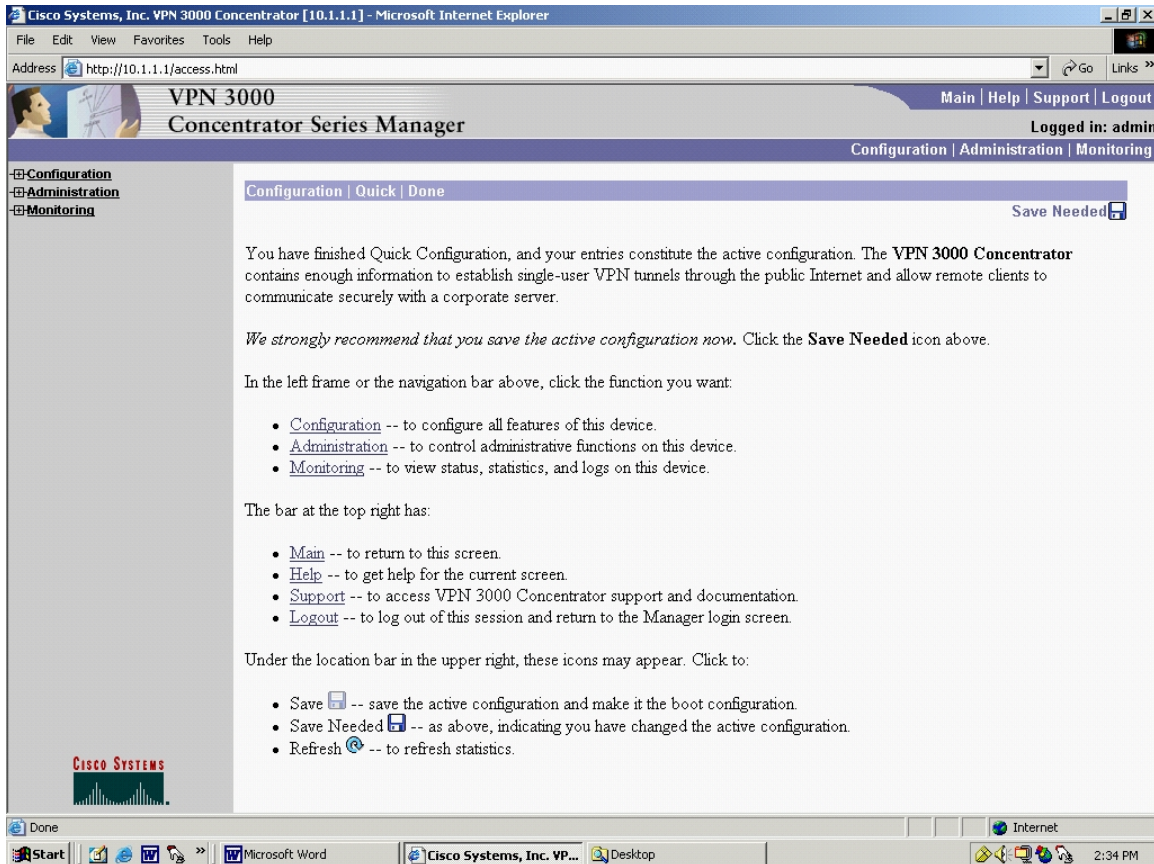 Cisco Systems, Inc. VPN 3000 Concentrator [10.1.1.1] - Microsoft Internet Explorer
File Edit View Favorites Tools Help
Address http://10.1.1.1/access.html Go Links »
VPN 3000
Concentrator Series Manager
Main | Help | Support | Logout
Logged in: admin
Configuration | Administration | Monitoring
Configuration
Administration
Monitoring
Configuration | Quick | Done
Save Needed
You have finished Quick Configuration, and your entries constitute the active configuration. The VPN 3000 Concentrator
contains enough information to establish single-user VPN tunnels through the public Internet and allow remote clients to
communicate securely with a corporate server.
We strongly recommend that you save the active configuration now. Click the Save Needed icon above.
In the left frame or the navigation bar above, click the function you want:
• Configuration -- to configure all features of this device.
• Administration -- to control administrative functions on this device.
• Monitoring -- to view status, statistics, and logs on this device.
The bar at the top right has:
• Main -- to return to this screen.
• Help -- to get help for the current screen.
• Support -- to access VPN 3000 Concentrator support and documentation.
• Logout -- to log out of this session and return to the Manager login screen.
Under the location bar in the upper right, these icons may appear. Click to:
• Save -- save the active configuration and make it the boot configuration.
• Save Needed -- as above, indicating you have changed the active configuration.
• Refresh -- to refresh statistics.
CISCO SYSTEMS
Done Internet
Start » Microsoft Word Cisco Systems, Inc. VP... Desktop 2:34 PM